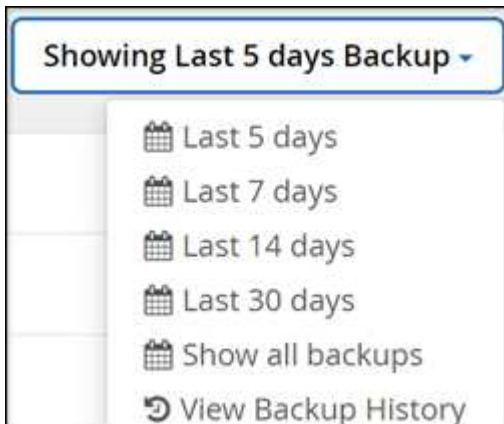 Showing Last 5 days Backup
Last 5 days
Last 7 days
Last 14 days
Last 30 days
Show all backups
View Backup History